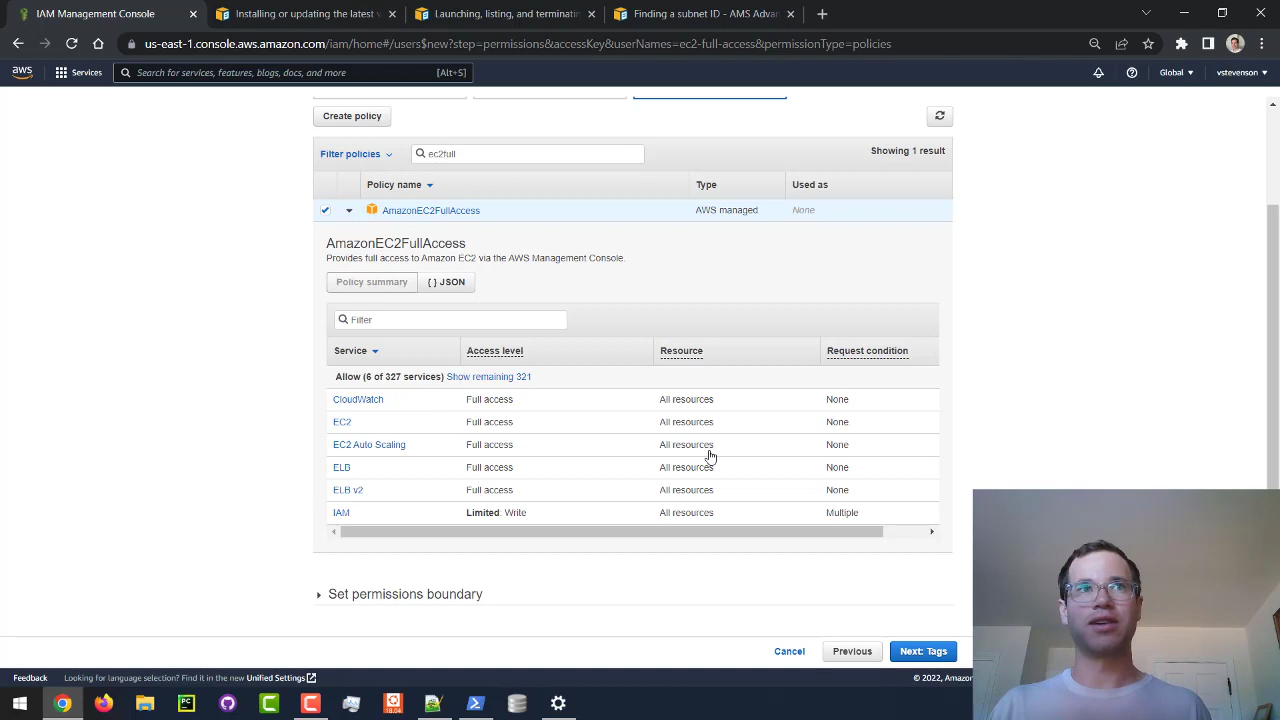 IAM Management Console
Installing or updating the latest v
Launching, listing, and terminatin
Finding a subnet ID - AMS Advan
us-east-1.console.aws.amazon.com/iam/home#/users$new?step=permissions&accessKey&userNames=ec2-full-access&permissionType=policies
aws
Services
Search for services, features, blogs, docs, and more
[Alt+S]
Global
vstevenson
Create policy
Filter policies
ec2full
Showing 1 result
Policy name
Type
Used as
AmazonEC2FullAccess
AWS managed
None
AmazonEC2FullAccess
Provides full access to Amazon EC2 via the AWS Management Console.
Policy summary
{ } JSON
Filter
Service
Access level
Resource
Request condition
Allow (6 of 327 services) Show remaining 321
CloudWatch
Full access
All resources
None
EC2
Full access
All resources
None
EC2 Auto Scaling
Full access
All resources
None
ELB
Full access
All resources
None
ELB v2
Full access
All resources
None
IAM
Limited: Write
All resources
Multiple
Set permissions boundary
Cancel
Previous
Next: Tags
Feedback
Looking for language selection? Find it in the new Unified Settings
© 2022, Amazon
PC
18.04